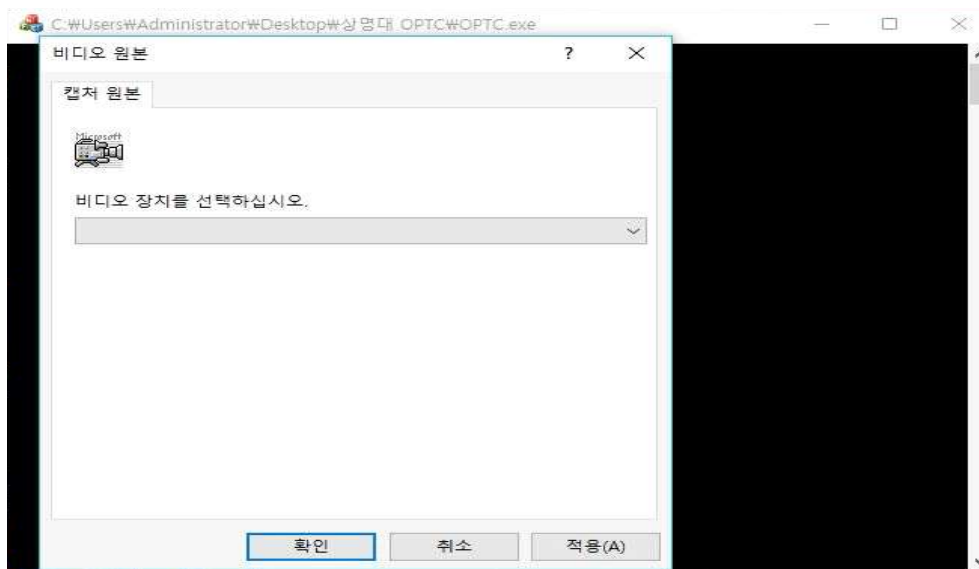 C:₩Users₩Administrator₩Desktop₩상명대 OPTC₩OPTC.exe
비디오 원본
캡처 원본
Microsoft
비디오 장치를 선택하십시오.
확인 취소 적용(A)